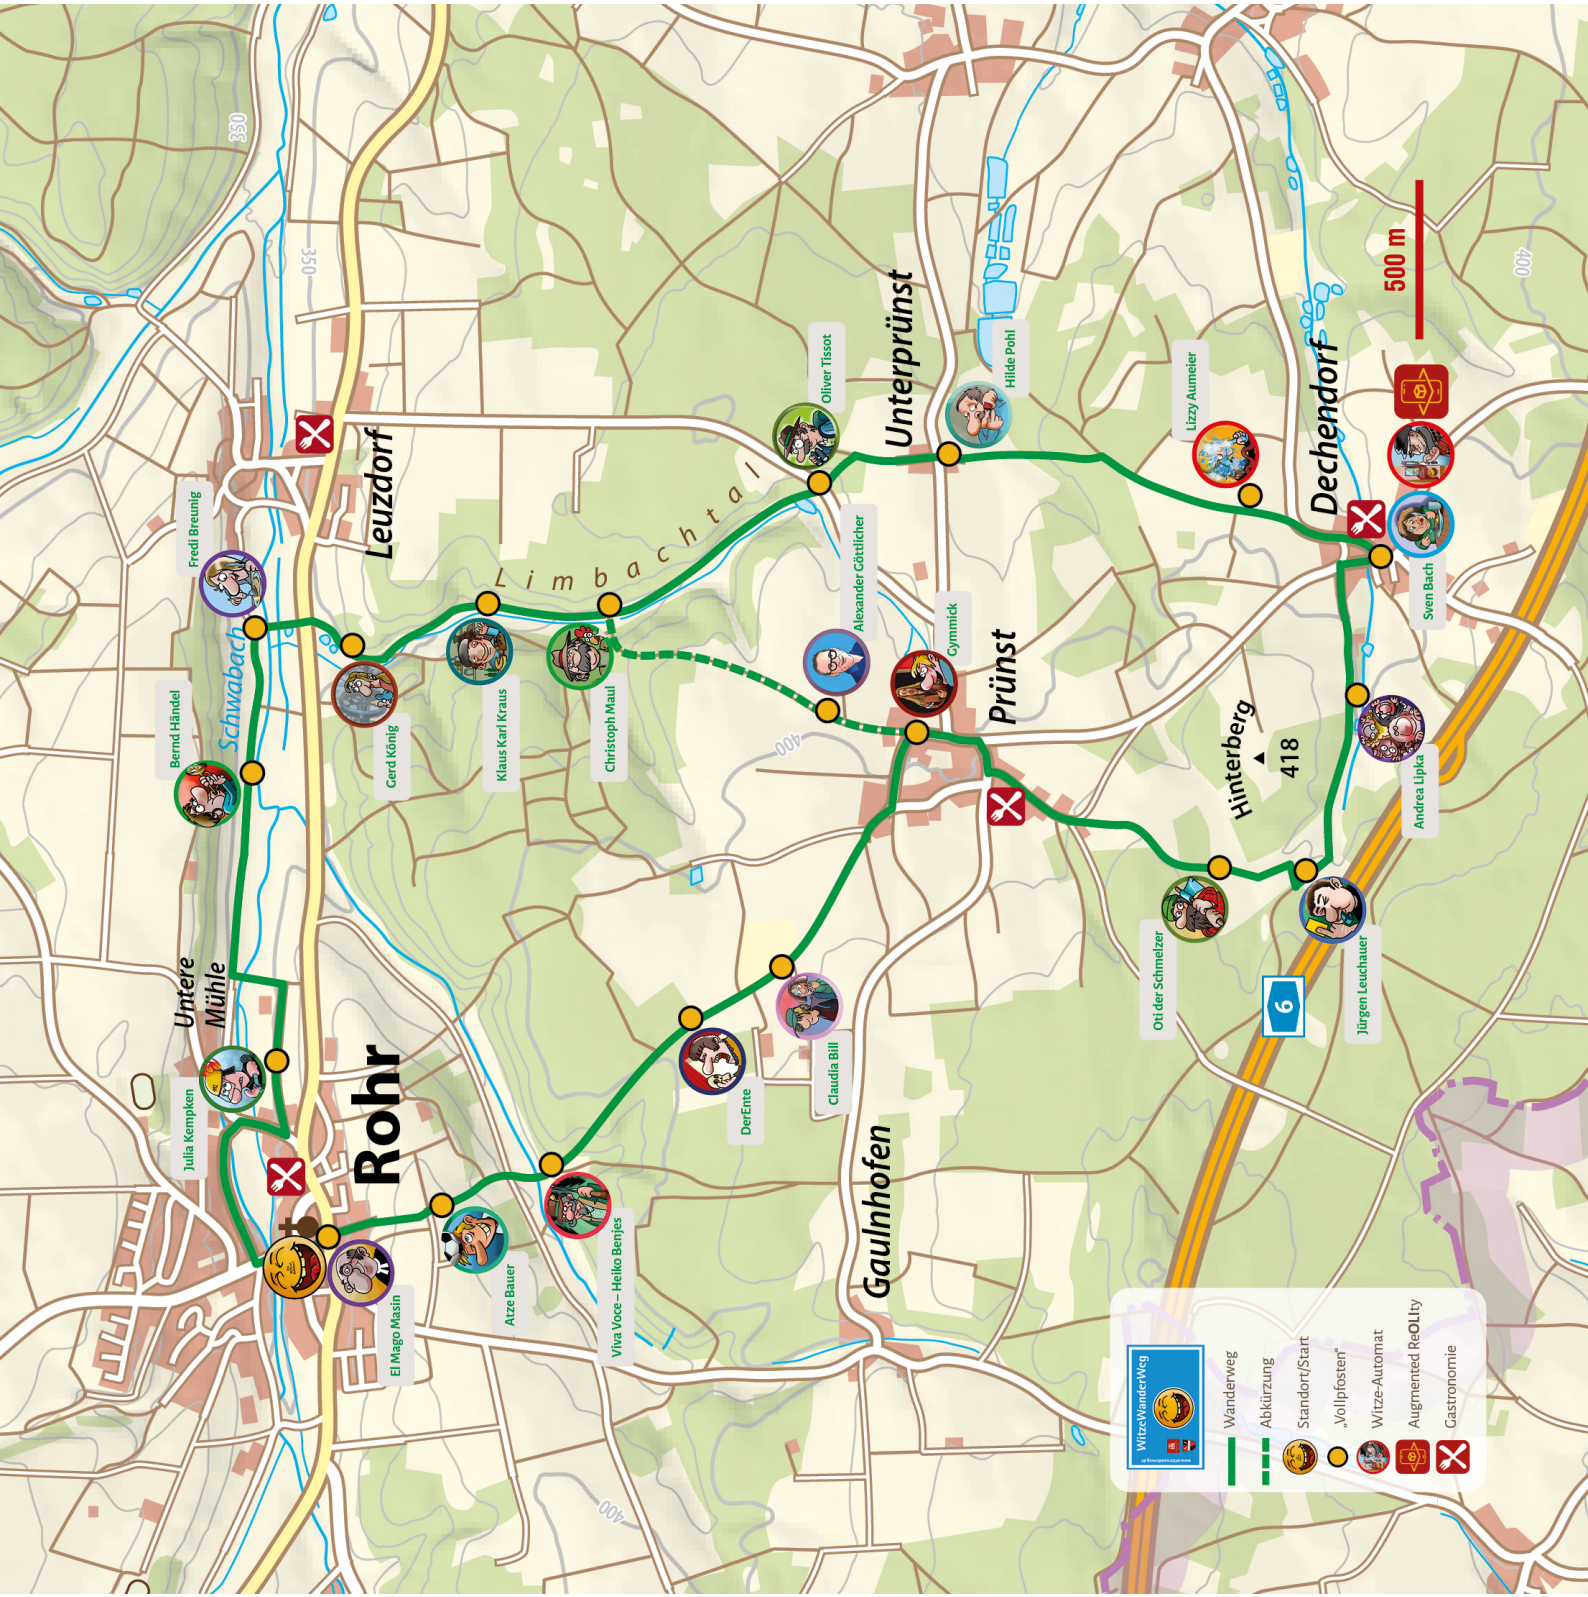 Bernd Händel
Untere
Mühle
Julia Kempken
Fredi Breunig
Schwabach
350
350
Rohr
Leuzdorf
Gerd König
El Mago Masin
Klaus Karl Kraus
Atze Bauer
Limbachtal
Christoph Maul
Viva Voce – Heiko Benjes
400
DerEnte
400
Oliver Tissot
Claudia Bill
Alexander Göttlicher
Gaulnhofen
Unterprünst
Gymmick
Prünst
Hilde Pohl
Oti der Schmelzer
Lizzy Aumeier
Hinterberg
418
6
Dechendorf
Jürgen Leuchauer
500 m
Andrea Lipka
Sven Bach
400
WitzeWanderWeg
Wanderweg
Abkürzung
Standort/Start
„Vollpfosten“
Witze-Automat
Augmented ReOLIty
Gastronomie